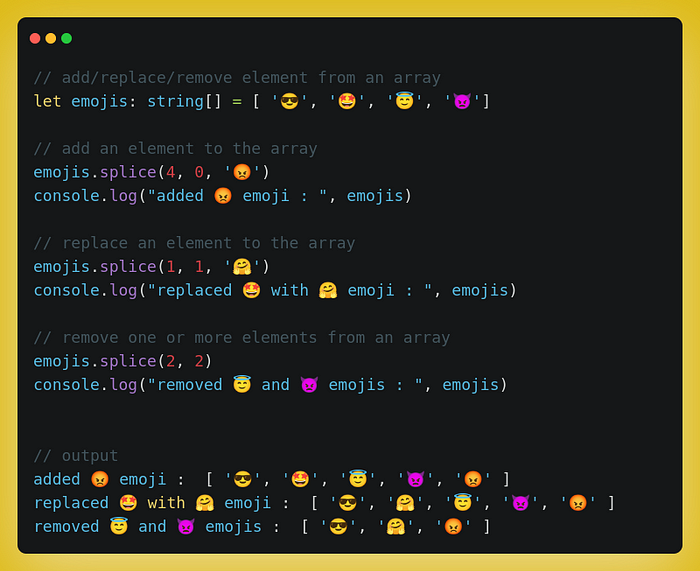 // add/replace/remove element from an array
let emojis: string[] = [ '😎', '🤩', '😇', '👿']
// add an element to the array
emojis.splice(4, 0, '😡')
console.log("added 😡 emoji : ", emojis)
// replace an element to the array
emojis.splice(1, 1, '🤗')
console.log("replaced 🤩 with 🤗 emoji : ", emojis)
// remove one or more elements from an array
emojis.splice(2, 2)
console.log("removed 😇 and 👿 emojis : ", emojis)
// output
added 😡 emoji :  [ '😎', '🤩', '😇', '👿', '😡' ]
replaced 🤩 with 🤗 emoji :  [ '😎', '🤗', '😇', '👿', '😡' ]
removed 😇 and 👿 emojis :  [ '😎', '🤗', '😡' ]